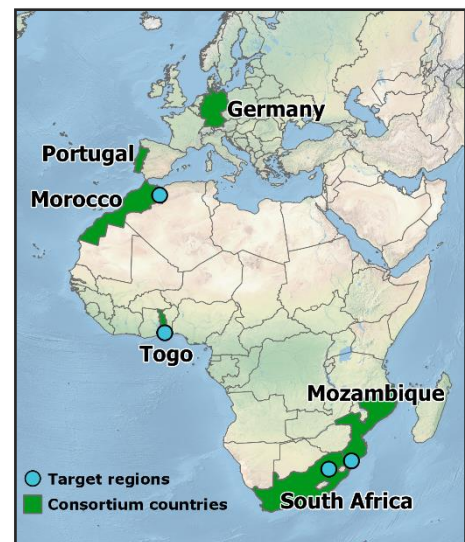 Germany
Portugal
Morocco
Togo
Mozambique
South Africa
Target regions
Consortium countries